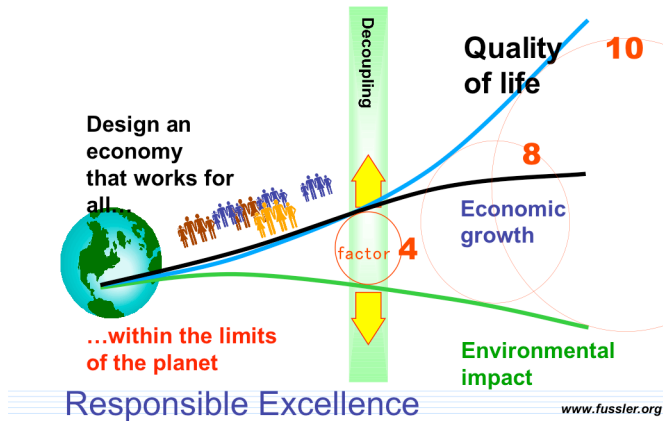 Decoupling
Quality
of life
10
Design an
economy
that works for
all...
8
Economic
growth
factor 4
…within the limits
of the planet
Environmental
impact
Responsible Excellence
www.fussler.org